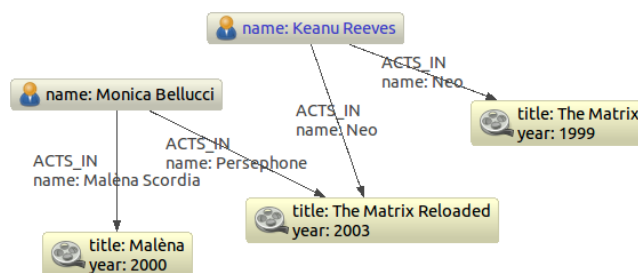 name: Keanu Reeves
ACTS_IN
name: Neo
name: Monica Bellucci
title: The Matrix
year: 1999
ACTS_IN
name: Neo
ACTS_IN
name: Persephone
ACTS_IN
name: Malèna Scordia
title: The Matrix Reloaded
year: 2003
title: Malèna
year: 2000